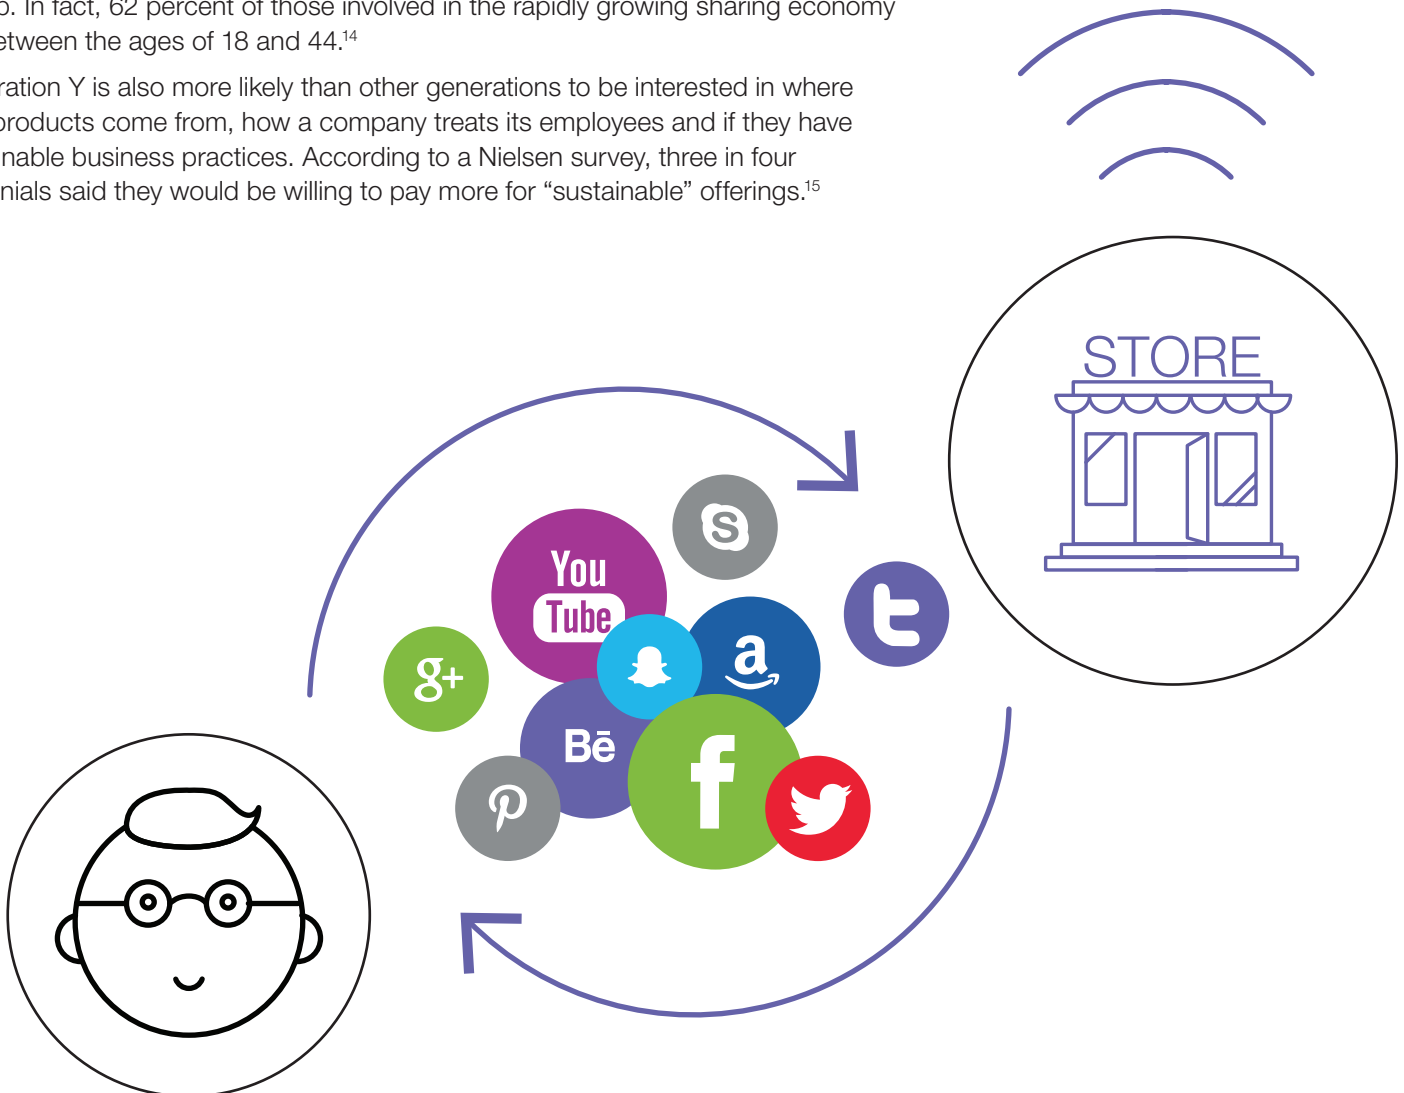 o. In fact, 62 percent of those involved in the rapidly growing sharing economy
etween the ages of 18 and 44.14
ration Y is also more likely than other generations to be interested in where
products come from, how a company treats its employees and if they have
nable business practices. According to a Nielsen survey, three in four
nials said they would be willing to pay more for “sustainable” offerings.15
STORE
S
You
Tube
t
a
g+
Bē
f